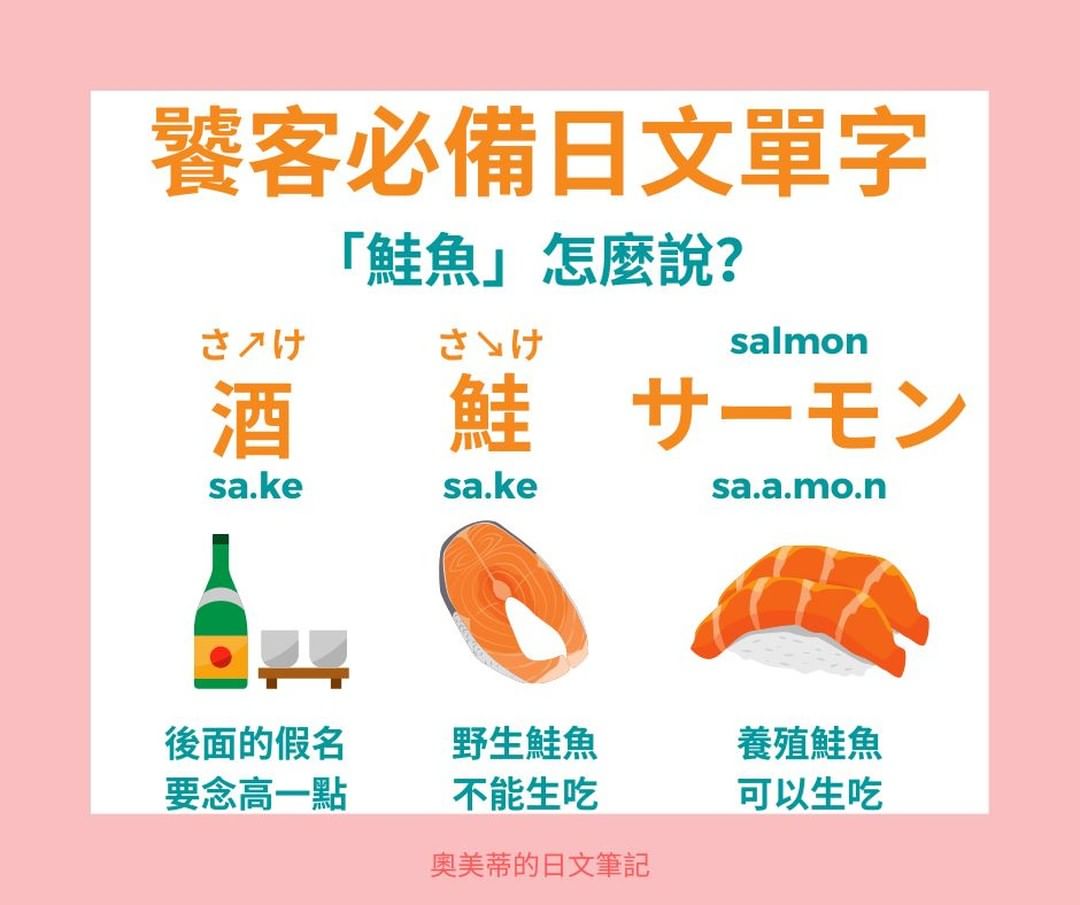 饕客必備日文單字
「鮭魚」怎麼說?
さ↗け
酒
sa.ke
後面的假名
要念高一點
さ↘け
鮭
sa.ke
野生鮭魚
不能生吃
salmon
サーモン
sa.a.mo.n
養殖鮭魚
可以生吃
奧美蒂的日文筆記